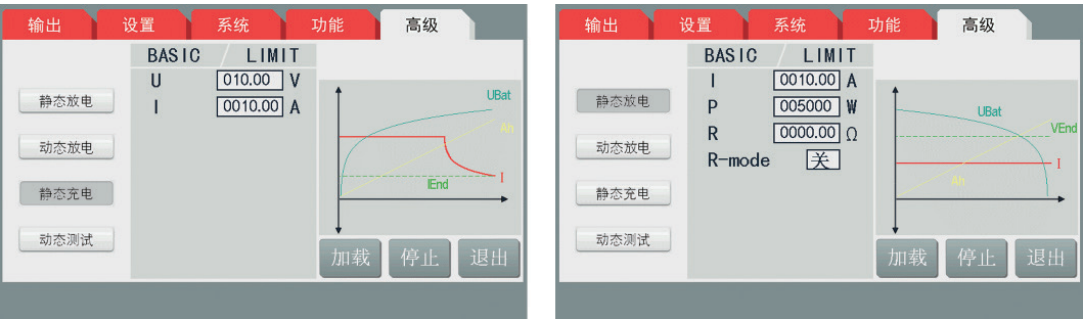 输出 设置 系统 功能 高级
BASIC / LIMIT
U 010.00 V
I 0010.00 A
静态放电
动态放电
静态充电
动态测试
UBat
Ah
IEnd
I
加载 停止 退出
输出 设置 系统 功能 高级
BASIC / LIMIT
I 0010.00 A
P 005000 W
R 0000.00 Ω
R-mode 关
静态放电
动态放电
静态充电
动态测试
UBat
VEnd
I
Ah
加载 停止 退出